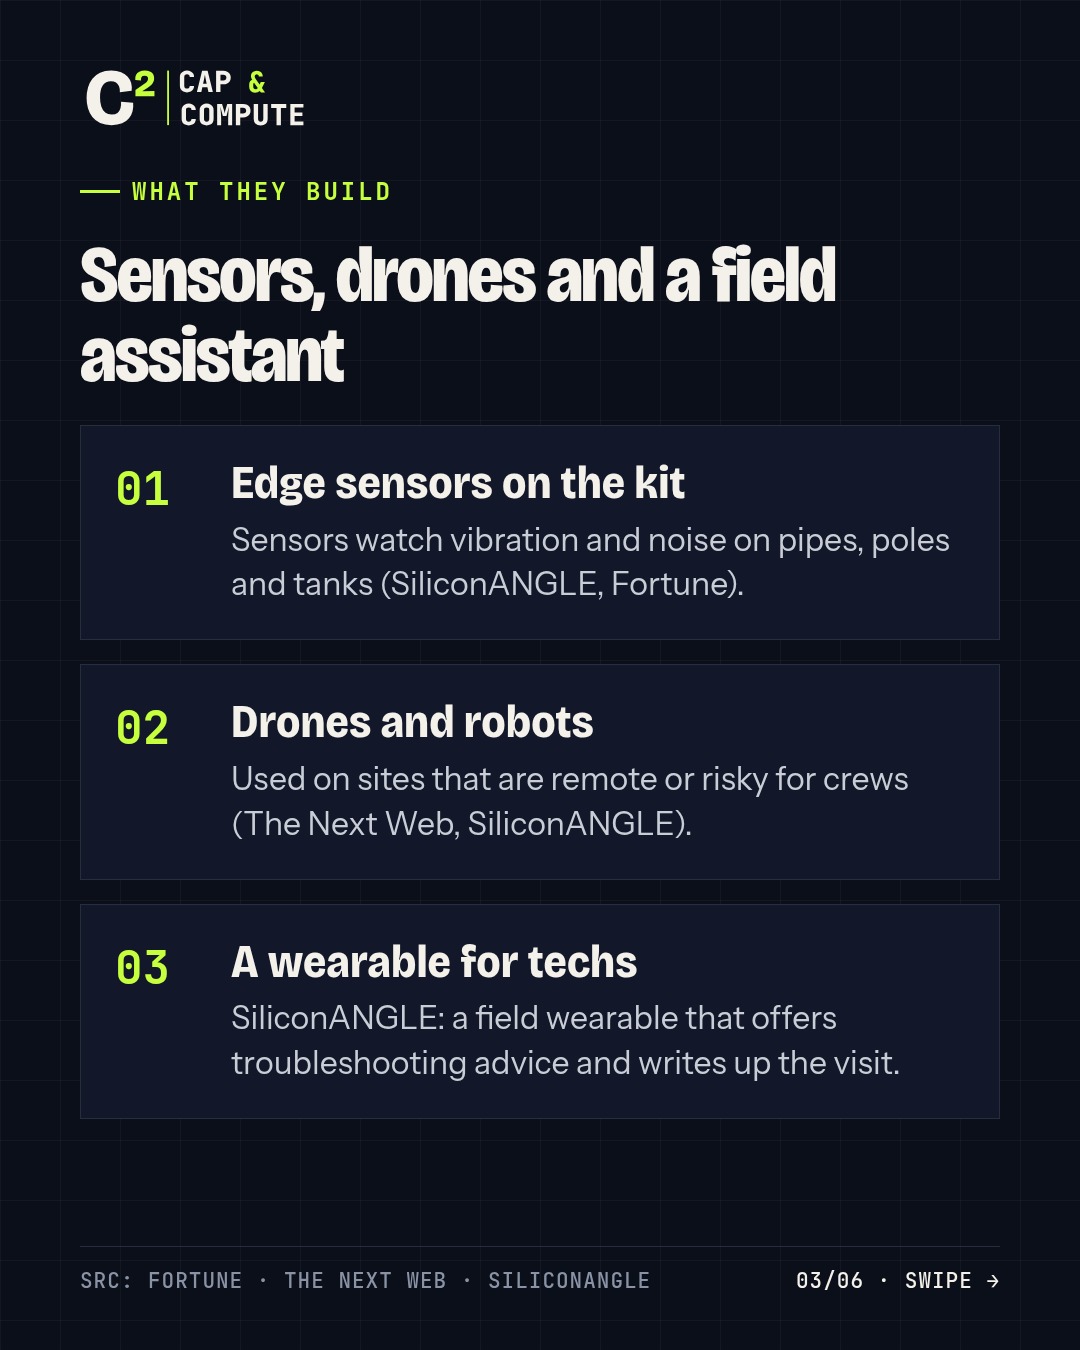 C² CAP &
COMPUTE
WHAT THEY BUILD
Sensors, drones and a field
assistant
01 Edge sensors on the kit
Sensors watch vibration and noise on pipes, poles
and tanks (SiliconANGLE, Fortune).
02 Drones and robots
Used on sites that are remote or risky for crews
(The Next Web, SiliconANGLE).
03 A wearable for techs
SiliconANGLE: a field wearable that offers
troubleshooting advice and writes up the visit.
SRC: FORTUNE · THE NEXT WEB · SILICONANGLE 03/06 · SWIPE →